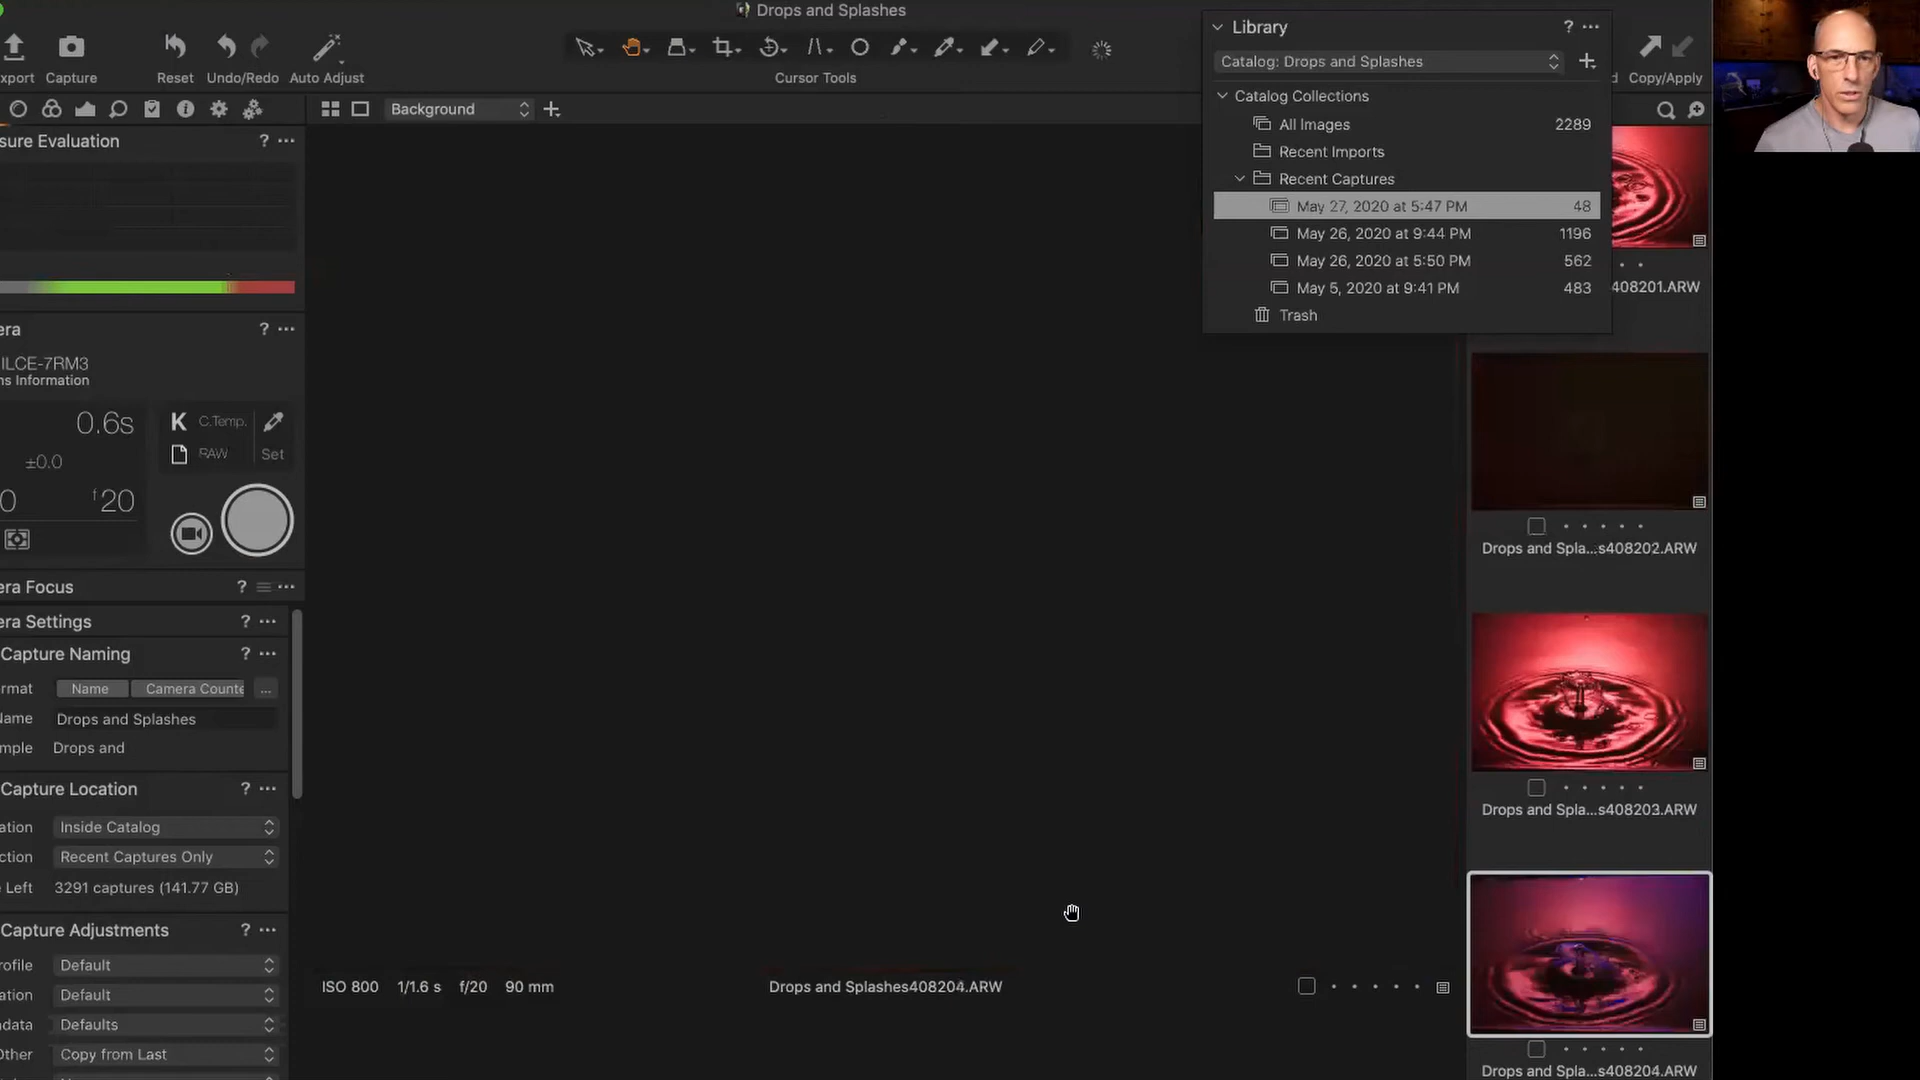 Drops and Splashes
xport
Capture
Reset
Undo/Redo
Auto Adjust
Cursor Tools
Copy/Apply
Background
Library
?
Catalog: Drops and Splashes
Catalog Collections
All Images 2289
Recent Imports
Recent Captures
May 27, 2020 at 5:47 PM 48
May 26, 2020 at 9:44 PM 1196
May 26, 2020 at 5:50 PM 562
May 5, 2020 at 9:41 PM 483
Trash
sure Evaluation ?
era ?
ILCE-7RM3
ns Information
0.6s
K C.Temp.
±0.0
RAW Set
0 f20
era Focus ?
era Settings ?
Capture Naming ?
rmat Name Camera Counte ...
Name Drops and Splashes
mple Drops and
Capture Location ?
ation Inside Catalog
ction Recent Captures Only
e Left 3291 captures (141.77 GB)
Capture Adjustments ?
rofile Default
ation Default
adata Defaults
Other Copy from Last
ISO 800 1/1.6 s f/20 90 mm
Drops and Splashes408204.ARW
408201.ARW
Drops and Spla...s408202.ARW
Drops and Spla...s408203.ARW
Drops and Spla...s408204.ARW